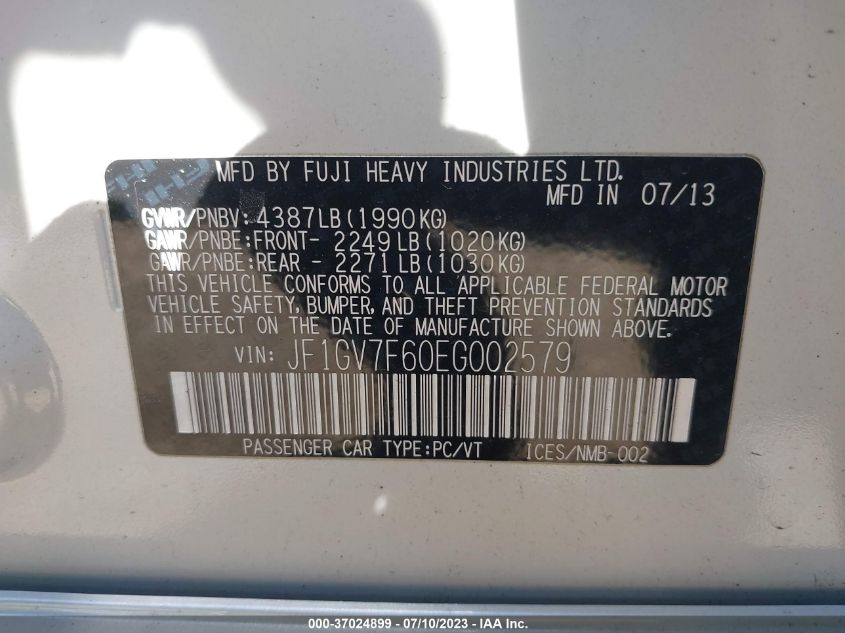 MFD BY FUJI HEAVY INDUSTRIES LTD.
MFD IN 07/13
GVWR/PNBV: 4387LB(1990KG)
GAWR/PNBE:FRONT- 2249LB(1020KG)
GAWR/PNBE:REAR - 2271LB(1030KG)
THIS VEHICLE CONFORMS TO ALL APPLICABLE FEDERAL MOTOR
VEHICLE SAFETY, BUMPER, AND THEFT PREVENTION STANDARDS
IN EFFECT ON THE DATE OF MANUFACTURE SHOWN ABOVE.
VIN: JF1GV7F60EG002579
PASSENGER CAR TYPE:PC/VT ICES/NMB-002
000-37024899 - 07/10/2023 - IAA Inc.